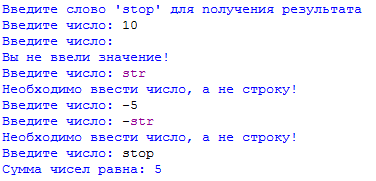 Введите слово 'stop' для получения результата
Введите число: 10
Введите число:
Вы не ввели значение!
Введите число: str
Необходимо ввести число, а не строку!
Введите число: -5
Введите число: -str
Необходимо ввести число, а не строку!
Введите число: stop
Сумма чисел равна: 5